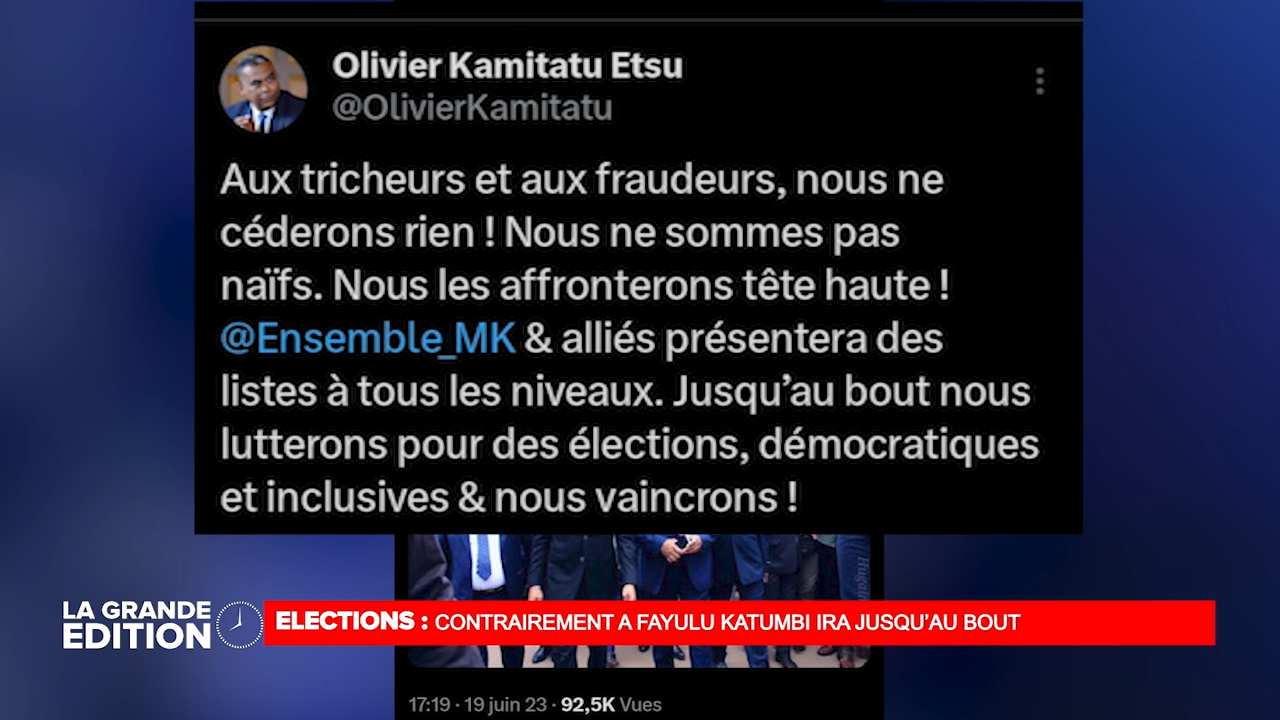 Olivier Kamitatu Etsu
@OlivierKamitatu
Aux tricheurs et aux fraudeurs, nous ne
céderons rien ! Nous ne sommes pas
naïfs. Nous les affronterons tête haute !
@Ensemble_MK & alliés présentera des
listes à tous les niveaux. Jusqu’au bout nous
lutterons pour des élections, démocratiques
et inclusives & nous vaincrons !
LA GRANDE
EDITION
ELECTIONS : CONTRAIREMENT A FAYULU KATUMBI IRA JUSQU’AU BOUT
17:19 · 19 juin 23 · 92,5K Vues